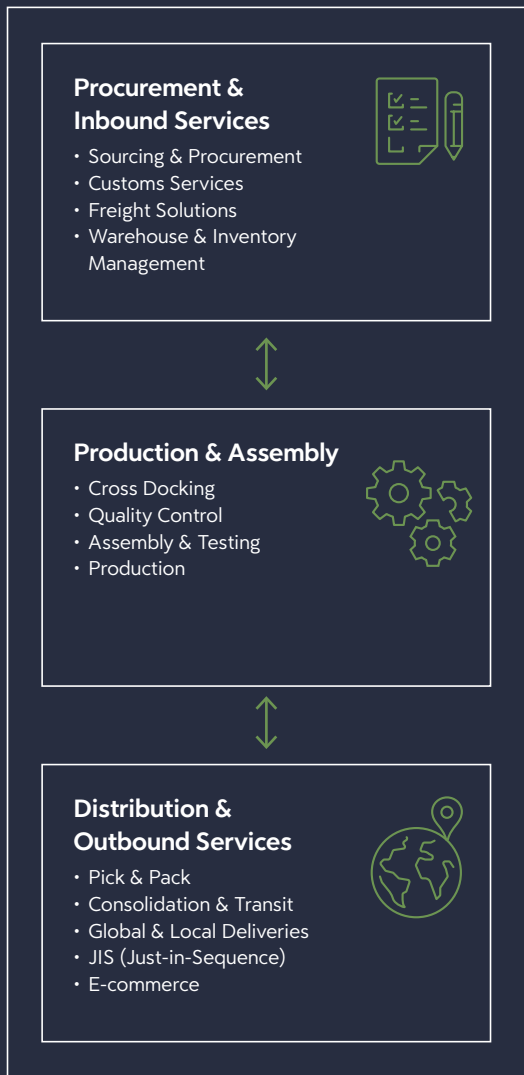 Procurement &
Inbound Services
• Sourcing & Procurement
• Customs Services
• Freight Solutions
• Warehouse & Inventory
Management
Production & Assembly
• Cross Docking
• Quality Control
• Assembly & Testing
• Production
Distribution &
Outbound Services
• Pick & Pack
• Consolidation & Transit
• Global & Local Deliveries
• JIS (Just-in-Sequence)
• E-commerce